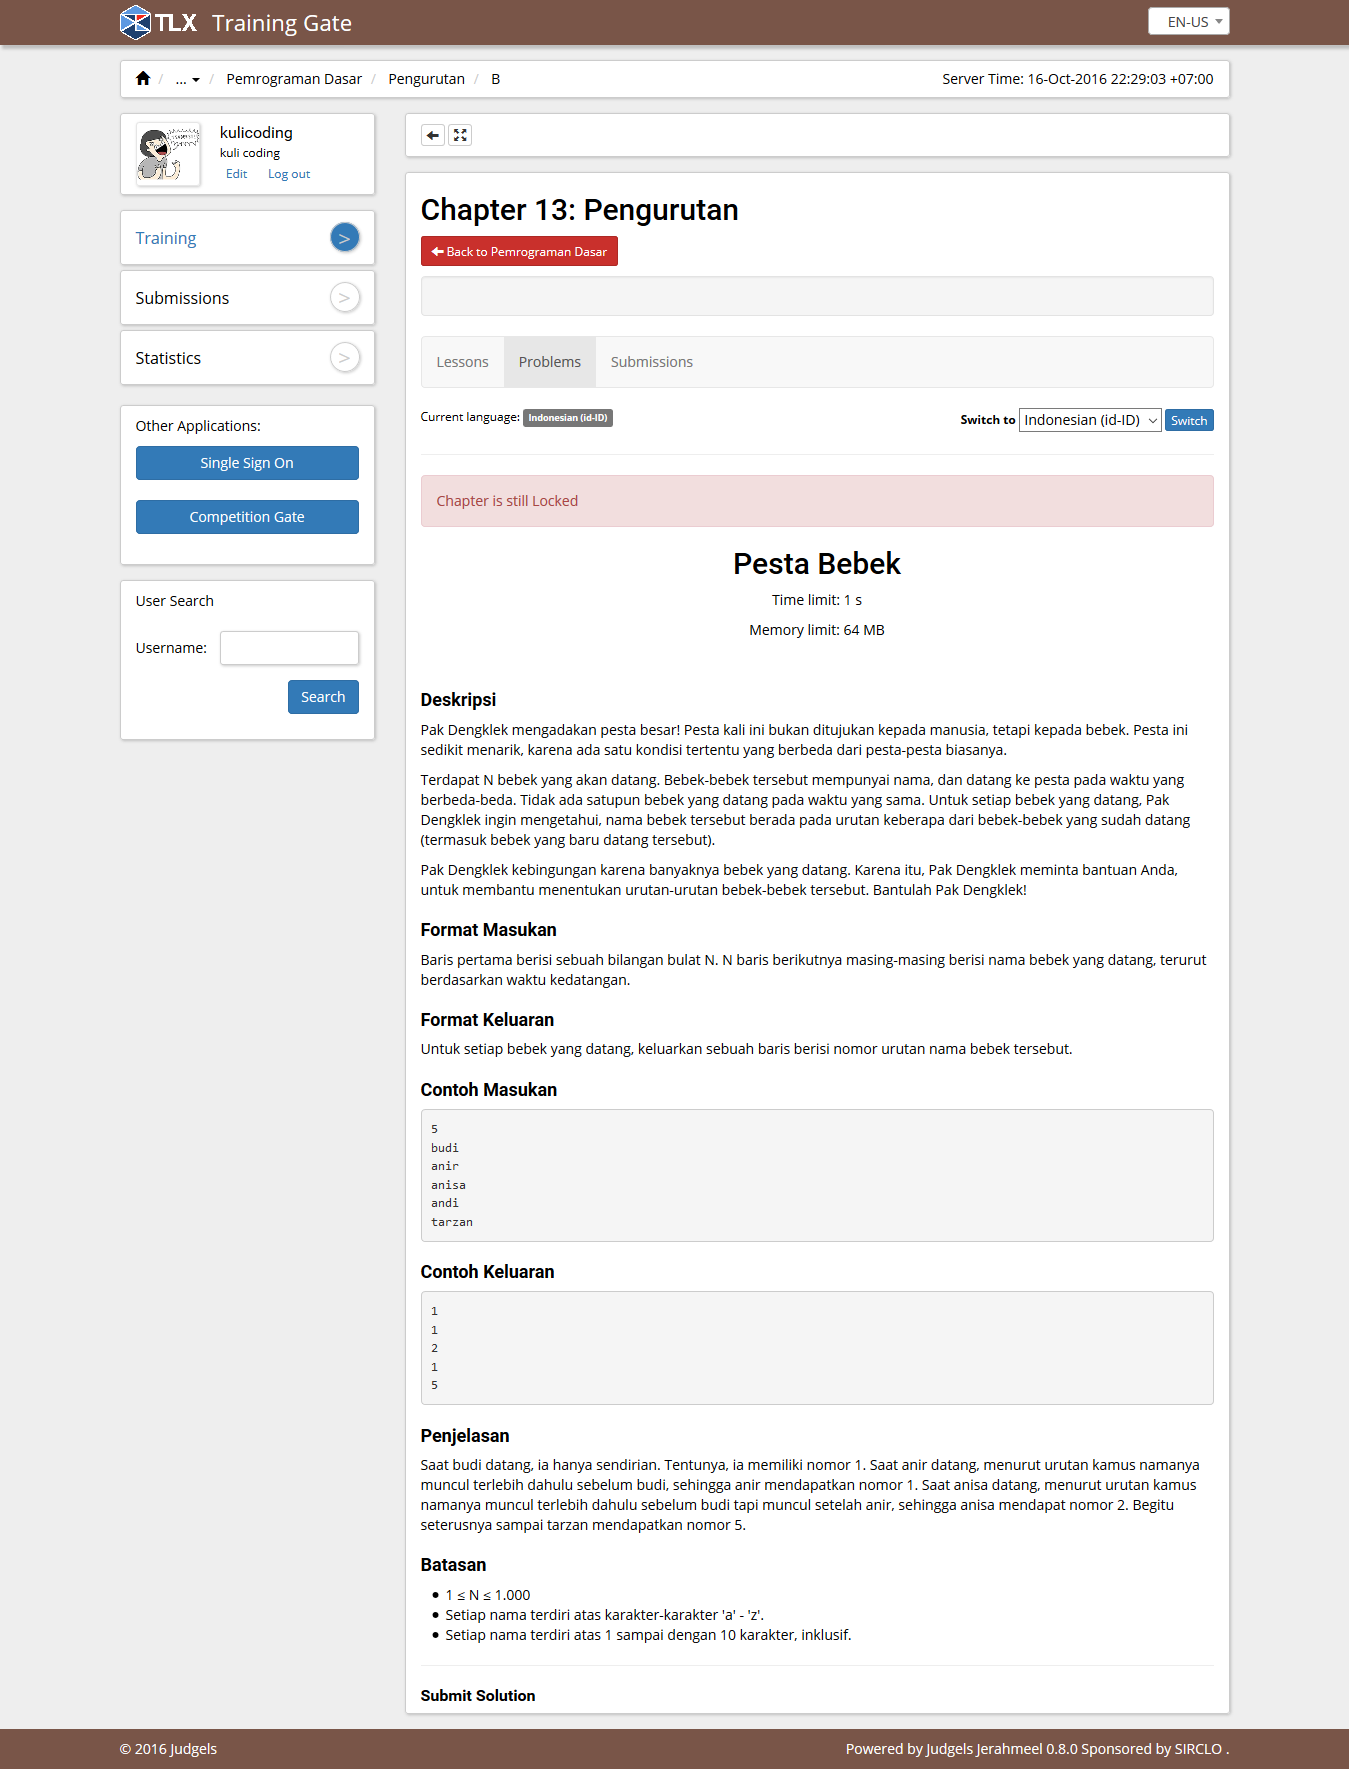 TLX Training Gate
EN-US
/ ... / Pemrograman Dasar / Pengurutan / B
Server Time: 16-Oct-2016 22:29:03 +07:00
kulicoding
kuli coding
Edit Log out
Training >
Submissions >
Statistics >
Other Applications:
Single Sign On
Competition Gate
User Search
Username:
Search
Chapter 13: Pengurutan
Back to Pemrograman Dasar
Lessons Problems Submissions
Current language: Indonesian (id-ID)
Switch to Indonesian (id-ID) Switch
Chapter is still Locked
Pesta Bebek
Time limit: 1 s
Memory limit: 64 MB
Deskripsi
Pak Dengklek mengadakan pesta besar! Pesta kali ini bukan ditujukan kepada manusia, tetapi kepada bebek. Pesta ini
sedikit menarik, karena ada satu kondisi tertentu yang berbeda dari pesta-pesta biasanya.
Terdapat N bebek yang akan datang. Bebek-bebek tersebut mempunyai nama, dan datang ke pesta pada waktu yang
berbeda-beda. Tidak ada satupun bebek yang datang pada waktu yang sama. Untuk setiap bebek yang datang, Pak
Dengklek ingin mengetahui, nama bebek tersebut berada pada urutan keberapa dari bebek-bebek yang sudah datang
(termasuk bebek yang baru datang tersebut).
Pak Dengklek kebingungan karena banyaknya bebek yang datang. Karena itu, Pak Dengklek meminta bantuan Anda,
untuk membantu menentukan urutan-urutan bebek-bebek tersebut. Bantulah Pak Dengklek!
Format Masukan
Baris pertama berisi sebuah bilangan bulat N. N baris berikutnya masing-masing berisi nama bebek yang datang, terurut
berdasarkan waktu kedatangan.
Format Keluaran
Untuk setiap bebek yang datang, keluarkan sebuah baris berisi nomor urutan nama bebek tersebut.
Contoh Masukan
5
budi
anir
anisa
andi
tarzan
Contoh Keluaran
1
1
2
1
5
Penjelasan
Saat budi datang, ia hanya sendirian. Tentunya, ia memiliki nomor 1. Saat anir datang, menurut urutan kamus namanya
muncul terlebih dahulu sebelum budi, sehingga anir mendapatkan nomor 1. Saat anisa datang, menurut urutan kamus
namanya muncul terlebih dahulu sebelum budi tapi muncul setelah anir, sehingga anisa mendapat nomor 2. Begitu
seterusnya sampai tarzan mendapatkan nomor 5.
Batasan
• 1 ≤ N ≤ 1.000
• Setiap nama terdiri atas karakter-karakter 'a' - 'z'.
• Setiap nama terdiri atas 1 sampai dengan 10 karakter, inklusif.
Submit Solution
© 2016 Judgels
Powered by Judgels Jerahmeel 0.8.0 Sponsored by SIRCLO .